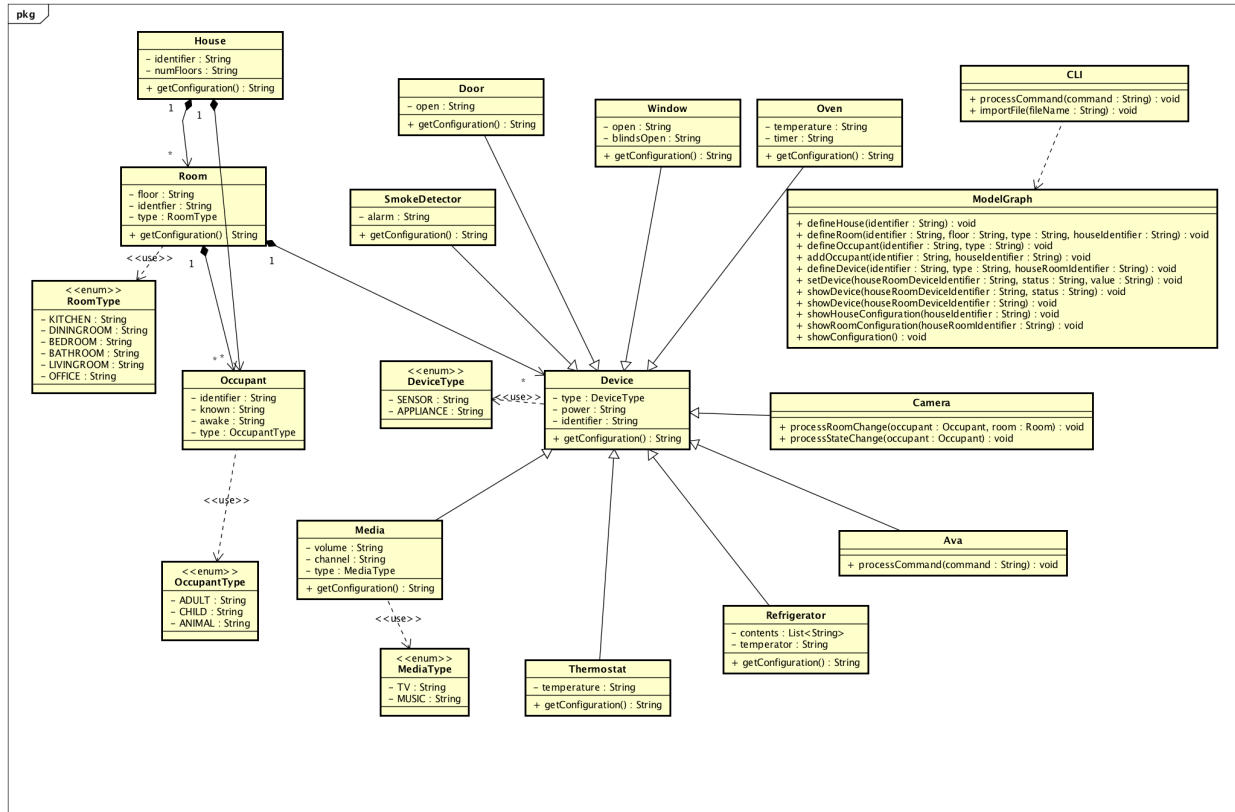 pkg
House
– identifier : String
– numFloors : String
+ getConfiguration() : String
1
1
*
Room
– floor : String
– identfier : String
– type : RoomType
+ getConfiguration() : String
<<use>>
1
1
<<enum>>
RoomType
– KITCHEN : String
– DININGROOM : String
– BEDROOM : String
– BATHROOM : String
– LIVINGROOM : String
– OFFICE : String
* *
Occupant
– identifier : String
– known : String
– awake : String
– type : OccupantType
<<use>>
<<enum>>
OccupantType
– ADULT : String
– CHILD : String
– ANIMAL : String
Door
– open : String
+ getConfiguration() : String
Window
– open : String
– blindsOpen : String
+ getConfiguration() : String
Oven
– temperature : String
– timer : String
+ getConfiguration() : String
CLI
+ processCommand(command : String) : void
+ importFile(fileName : String) : void
SmokeDetector
– alarm : String
+ getConfiguration() : String
ModelGraph
+ defineHouse(identifier : String) : void
+ defineRoom(identifier : String, floor : String, type : String, houseIdentifier : String) : void
+ defineOccupant(identifier : String, type : String) : void
+ addOccupant(identifier : String, houseIdentifier : String) : void
+ defineDevice(identifier : String, type : String, houseRoomIdentifier : String) : void
+ setDevice(houseRoomDeviceIdentifier : String, status : String, value : String) : void
+ showDevice(houseRoomDeviceIdentifier : String, status : String) : void
+ showDevice(houseRoomDeviceIdentifier : String) : void
+ showHouseConfiguration(houseIdentifier : String) : void
+ showRoomConfiguration(houseRoomIdentifier : String) : void
+ showConfiguration() : void
<<enum>>
DeviceType
– SENSOR : String
– APPLIANCE : String
*
<<use>>
Device
– type : DeviceType
– power : String
– identifier : String
+ getConfiguration() : String
Camera
+ processRoomChange(occupant : Occupant, room : Room) : void
+ processStateChange(occupant : Occupant) : void
Media
– volume : String
– channel : String
– type : MediaType
+ getConfiguration() : String
<<use>>
<<enum>>
MediaType
– TV : String
– MUSIC : String
Ava
+ processCommand(command : String) : void
Refrigerator
– contents : List<String>
– temperator : String
+ getConfiguration() : String
Thermostat
– temperature : String
+ getConfiguration() : String